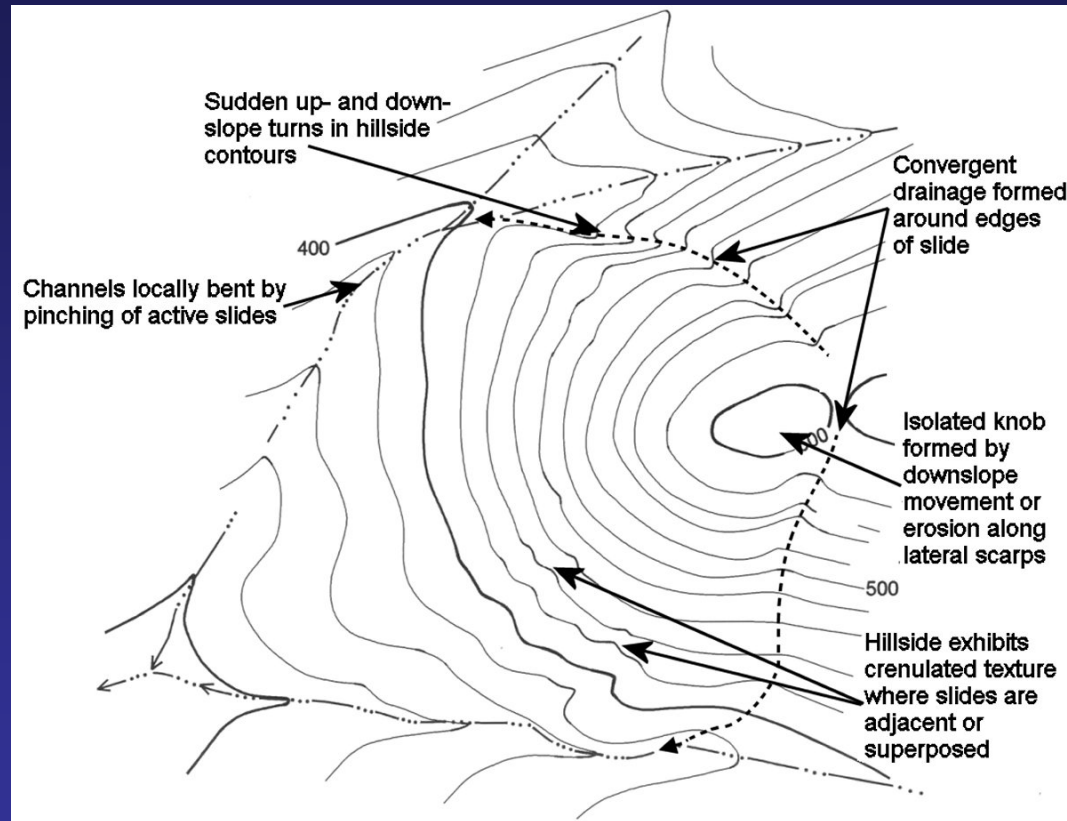 Sudden up- and down-
slope turns in hillside
contours
Convergent
drainage formed
around edges
of slide
400
Channels locally bent by
pinching of active slides
Isolated knob
formed by
downslope
movement or
erosion along
lateral scarps
500
Hillside exhibits
crenulated texture
where slides are
adjacent or
superposed